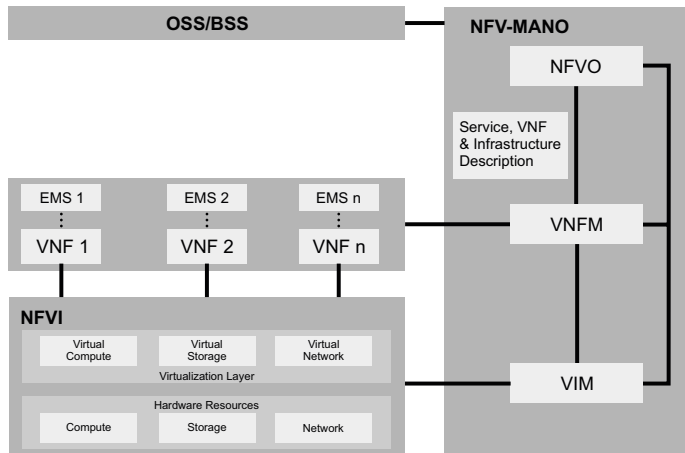 OSS/BSS
NFV-MANO
NFVO
Service, VNF
& Infrastructure
Description
EMS 1
EMS 2
EMS n
VNF 1
VNF 2
VNF n
VNFM
NFVI
Virtual
Compute
Virtual
Storage
Virtual
Network
Virtualization Layer
VIM
Hardware Resources
Compute
Storage
Network